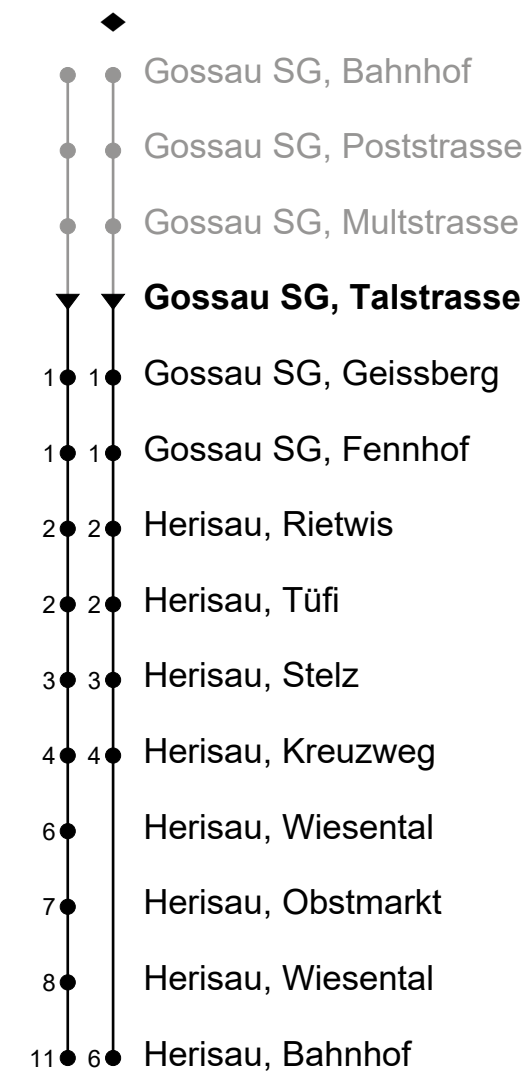 Gossau SG, Bahnhof
Gossau SG, Poststrasse
Gossau SG, Multstrasse
Gossau SG, Talstrasse
1 1 Gossau SG, Geissberg
1 1 Gossau SG, Fennhof
2 2 Herisau, Rietwis
2 2 Herisau, Tüfi
3 3 Herisau, Stelz
4 4 Herisau, Kreuzweg
6 Herisau, Wiesental
7 Herisau, Obstmarkt
8 Herisau, Wiesental
11 6 Herisau, Bahnhof